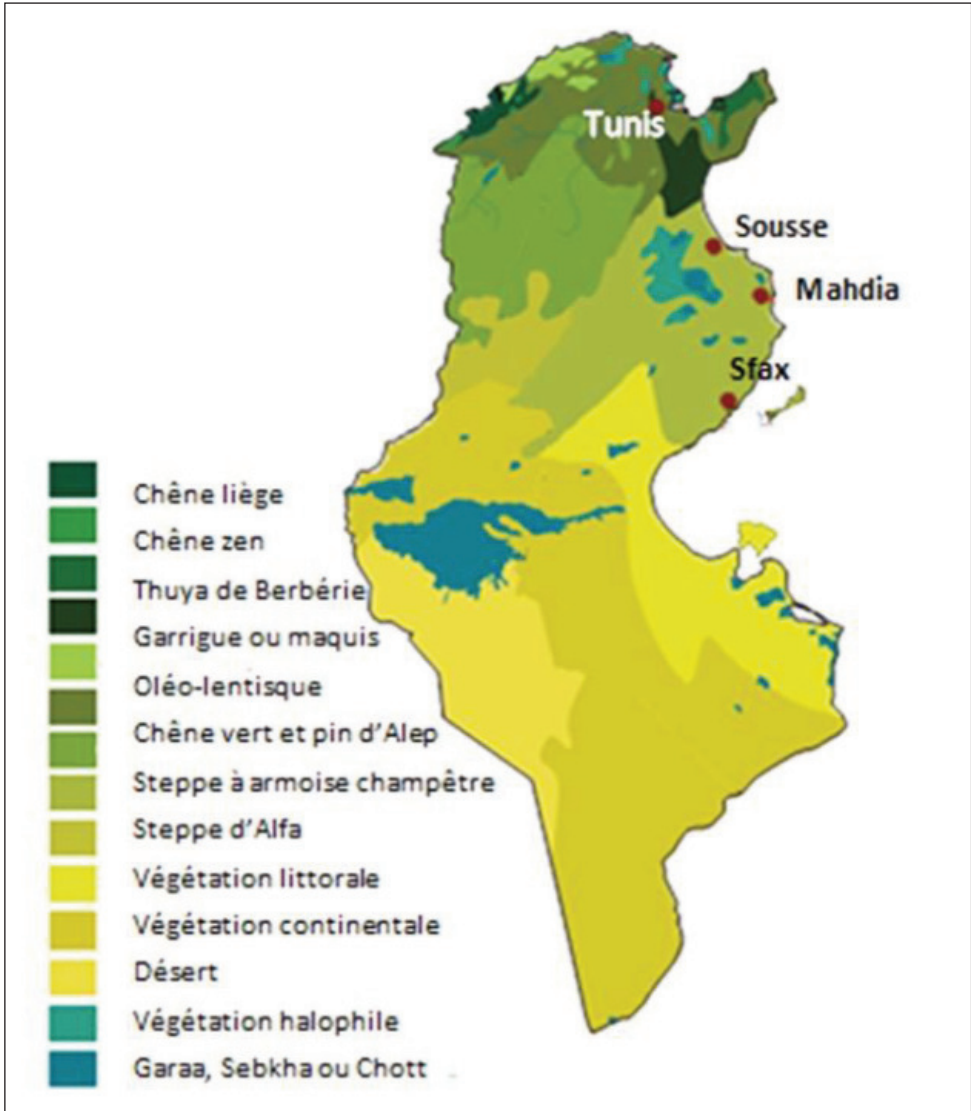 Tunis
Sousse
Mahdia
Sfax
Chêne liège
Chêne zen
Thuya de Berbérie
Garrigue ou maquis
Oléo-lentisque
Chêne vert et pin d'Alep
Steppe à armoise champêtre
Steppe d'Alfa
Végétation littorale
Végétation continentale
Désert
Végétation halophile
Garaa, Sebkha ou Chott